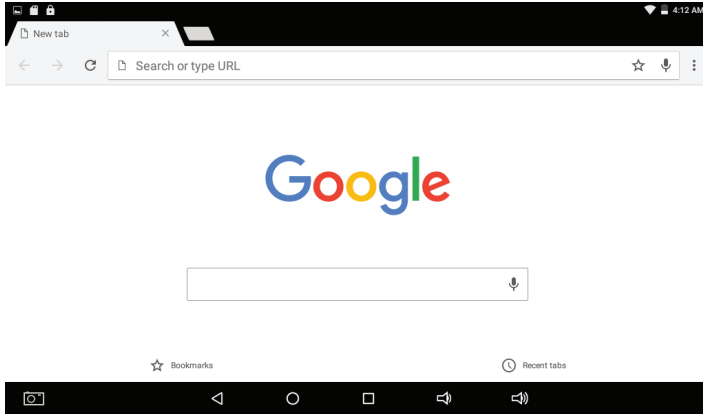 4:12 AM
New tab
Search or type URL
Google
Bookmarks
Recent tabs